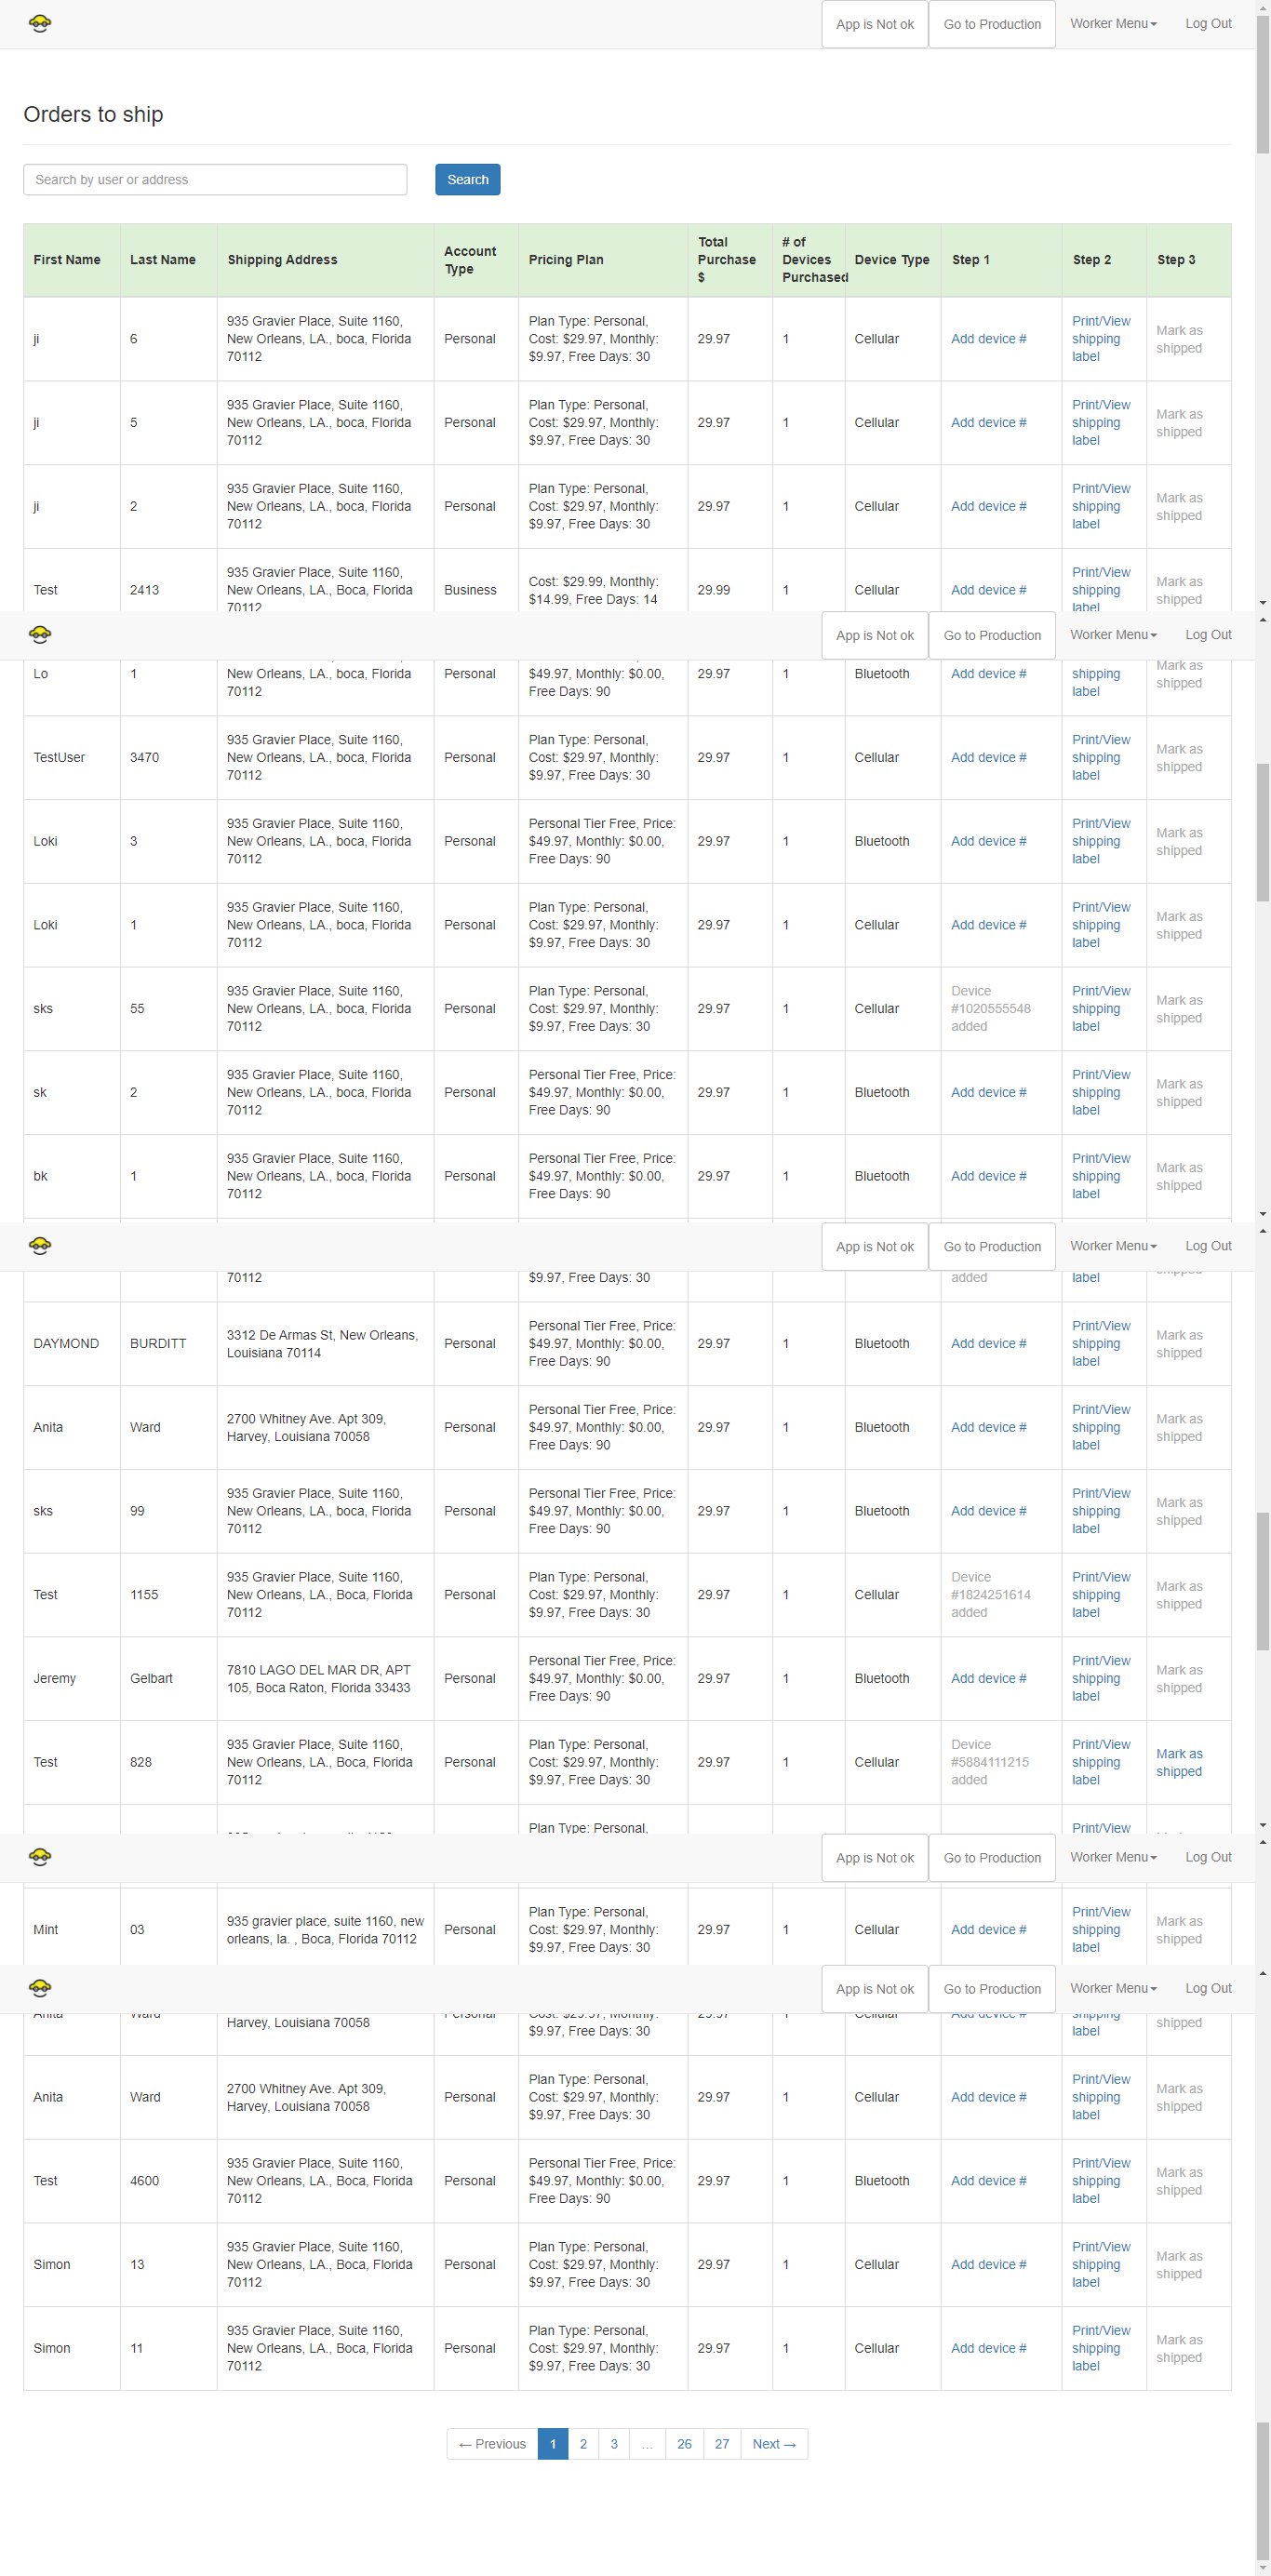 App is Not ok Go to Production Worker Menu Log Out
Orders to ship
Search by user or address Search
First Name Last Name Shipping Address Account Type Pricing Plan Total Purchase $ # of Devices Purchased Device Type Step 1 Step 2 Step 3
ji 6 935 Gravier Place, Suite 1160, New Orleans, LA., boca, Florida 70112 Personal Plan Type: Personal, Cost: $29.97, Monthly: $9.97, Free Days: 30 29.97 1 Cellular Add device # Print/View shipping label Mark as shipped
ji 5 935 Gravier Place, Suite 1160, New Orleans, LA., boca, Florida 70112 Personal Plan Type: Personal, Cost: $29.97, Monthly: $9.97, Free Days: 30 29.97 1 Cellular Add device # Print/View shipping label Mark as shipped
ji 2 935 Gravier Place, Suite 1160, New Orleans, LA., boca, Florida 70112 Personal Plan Type: Personal, Cost: $29.97, Monthly: $9.97, Free Days: 30 29.97 1 Cellular Add device # Print/View shipping label Mark as shipped
Test 2413 935 Gravier Place, Suite 1160, New Orleans, LA., Boca, Florida 70112 Business Cost: $29.99, Monthly: $14.99, Free Days: 14 29.99 1 Cellular Add device # Print/View shipping label Mark as shipped
App is Not ok Go to Production Worker Menu Log Out
Lo 1 New Orleans, LA., boca, Florida 70112 Personal $49.97, Monthly: $0.00, Free Days: 90 29.97 1 Bluetooth Add device # shipping label Mark as shipped
TestUser 3470 935 Gravier Place, Suite 1160, New Orleans, LA., boca, Florida 70112 Personal Plan Type: Personal, Cost: $29.97, Monthly: $9.97, Free Days: 30 29.97 1 Cellular Add device # Print/View shipping label Mark as shipped
Loki 3 935 Gravier Place, Suite 1160, New Orleans, LA., boca, Florida 70112 Personal Personal Tier Free, Price: $49.97, Monthly: $0.00, Free Days: 90 29.97 1 Bluetooth Add device # Print/View shipping label Mark as shipped
Loki 1 935 Gravier Place, Suite 1160, New Orleans, LA., boca, Florida 70112 Personal Plan Type: Personal, Cost: $29.97, Monthly: $9.97, Free Days: 30 29.97 1 Cellular Add device # Print/View shipping label Mark as shipped
sks 55 935 Gravier Place, Suite 1160, New Orleans, LA., boca, Florida 70112 Personal Plan Type: Personal, Cost: $29.97, Monthly: $9.97, Free Days: 30 29.97 1 Cellular Device #1020555548 added Print/View shipping label Mark as shipped
sk 2 935 Gravier Place, Suite 1160, New Orleans, LA., boca, Florida 70112 Personal Personal Tier Free, Price: $49.97, Monthly: $0.00, Free Days: 90 29.97 1 Bluetooth Add device # Print/View shipping label Mark as shipped
bk 1 935 Gravier Place, Suite 1160, New Orleans, LA., boca, Florida 70112 Personal Personal Tier Free, Price: $49.97, Monthly: $0.00, Free Days: 90 29.97 1 Bluetooth Add device # Print/View shipping label Mark as shipped
App is Not ok Go to Production Worker Menu Log Out
70112 $9.97, Free Days: 30 added label shipped
DAYMOND BURDITT 3312 De Armas St, New Orleans, Louisiana 70114 Personal Personal Tier Free, Price: $49.97, Monthly: $0.00, Free Days: 90 29.97 1 Bluetooth Add device # Print/View shipping label Mark as shipped
Anita Ward 2700 Whitney Ave. Apt 309, Harvey, Louisiana 70058 Personal Personal Tier Free, Price: $49.97, Monthly: $0.00, Free Days: 90 29.97 1 Bluetooth Add device # Print/View shipping label Mark as shipped
sks 99 935 Gravier Place, Suite 1160, New Orleans, LA., boca, Florida 70112 Personal Personal Tier Free, Price: $49.97, Monthly: $0.00, Free Days: 90 29.97 1 Bluetooth Add device # Print/View shipping label Mark as shipped
Test 1155 935 Gravier Place, Suite 1160, New Orleans, LA., Boca, Florida 70112 Personal Plan Type: Personal, Cost: $29.97, Monthly: $9.97, Free Days: 30 29.97 1 Cellular Device #1824251614 added Print/View shipping label Mark as shipped
Jeremy Gelbart 7810 LAGO DEL MAR DR, APT 105, Boca Raton, Florida 33433 Personal Personal Tier Free, Price: $49.97, Monthly: $0.00, Free Days: 90 29.97 1 Bluetooth Add device # Print/View shipping label Mark as shipped
Test 828 935 Gravier Place, Suite 1160, New Orleans, LA., Boca, Florida 70112 Personal Plan Type: Personal, Cost: $29.97, Monthly: $9.97, Free Days: 30 29.97 1 Cellular Device #5884111215 added Print/View shipping label Mark as shipped
Plan Type: Personal, Print/View
App is Not ok Go to Production Worker Menu Log Out
Mint 03 935 gravier place, suite 1160, new orleans, la. , Boca, Florida 70112 Personal Plan Type: Personal, Cost: $29.97, Monthly: $9.97, Free Days: 30 29.97 1 Cellular Add device # Print/View shipping label Mark as shipped
App is Not ok Go to Production Worker Menu Log Out
Anita Ward Harvey, Louisiana 70058 Personal Cost: $29.97, Monthly: $9.97, Free Days: 30 29.97 1 Cellular Add device # shipping label shipped
Anita Ward 2700 Whitney Ave. Apt 309, Harvey, Louisiana 70058 Personal Plan Type: Personal, Cost: $29.97, Monthly: $9.97, Free Days: 30 29.97 1 Cellular Add device # Print/View shipping label Mark as shipped
Test 4600 935 Gravier Place, Suite 1160, New Orleans, LA., Boca, Florida 70112 Personal Personal Tier Free, Price: $49.97, Monthly: $0.00, Free Days: 90 29.97 1 Bluetooth Add device # Print/View shipping label Mark as shipped
Simon 13 935 Gravier Place, Suite 1160, New Orleans, LA., Boca, Florida 70112 Personal Plan Type: Personal, Cost: $29.97, Monthly: $9.97, Free Days: 30 29.97 1 Cellular Add device # Print/View shipping label Mark as shipped
Simon 11 935 Gravier Place, Suite 1160, New Orleans, LA., Boca, Florida 70112 Personal Plan Type: Personal, Cost: $29.97, Monthly: $9.97, Free Days: 30 29.97 1 Cellular Add device # Print/View shipping label Mark as shipped
← Previous 1 2 3 … 26 27 Next →